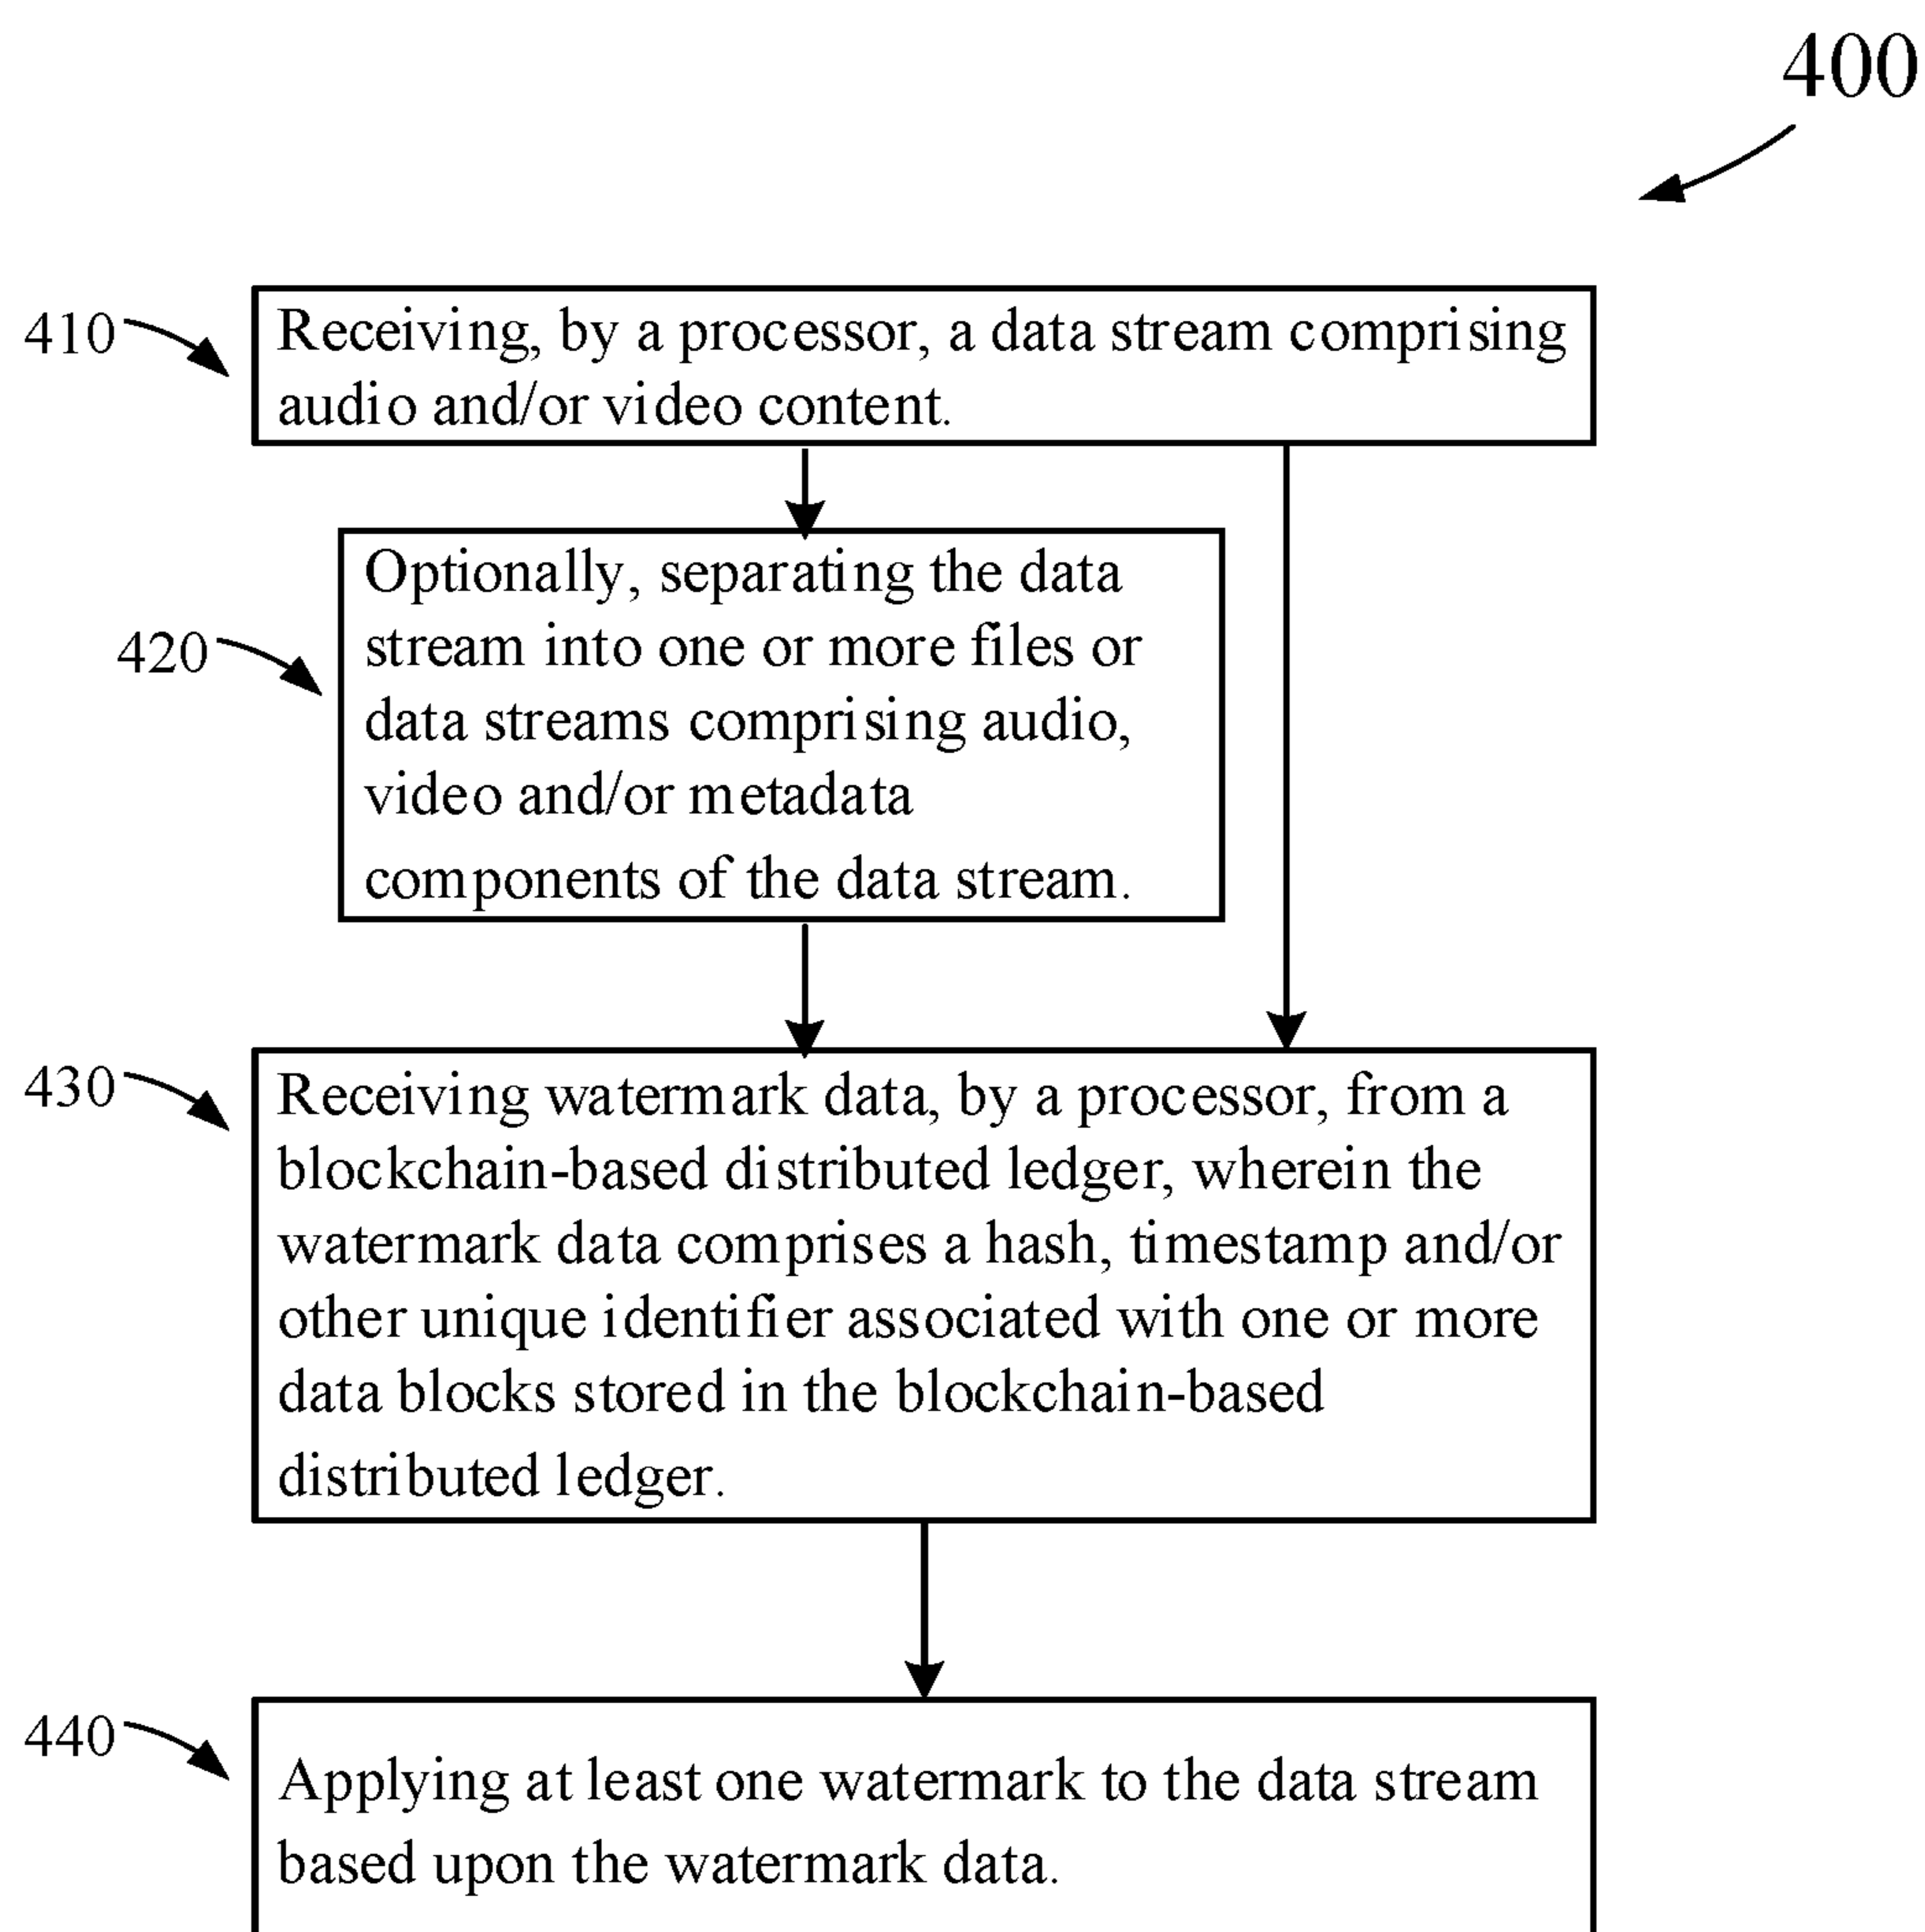 400
410
Receiving, by a processor, a data stream comprising
audio and/or video content.
420
Optionally, separating the data
stream into one or more files or
data streams comprising audio,
video and/or metadata
components of the data stream.
430
Receiving watermark data, by a processor, from a
blockchain-based distributed ledger, wherein the
watermark data comprises a hash, timestamp and/or
other unique identifier associated with one or more
data blocks stored in the blockchain-based
distributed ledger.
440
Applying at least one watermark to the data stream
based upon the watermark data.